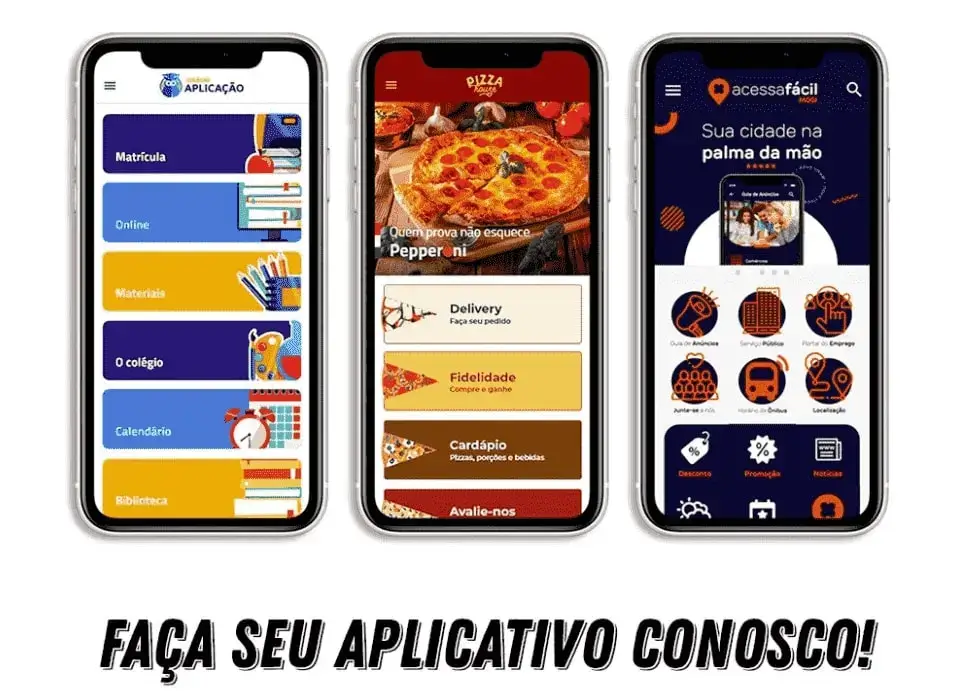 COLÉGIO
APLICAÇÃO
Matrícula
Online
Materiais
O colégio
Calendário
Biblioteca
PIZZA
house
Quem prova não esquece
Pepperoni
Delivery
Faça seu pedido
Fidelidade
Compre e ganhe
Cardápio
Pizzas, porções e bebidas
Avalie-nos
acessafácil
MOGI
Sua cidade na
palma da mão
Guia de Anúncios
Guia de Anúncios
Serviço Público
Portal do Emprego
Junte-se a nós
Horário de Ônibus
Localização
Desconto
Promoção
Notícias
FAÇA SEU APLICATIVO CONOSCO!